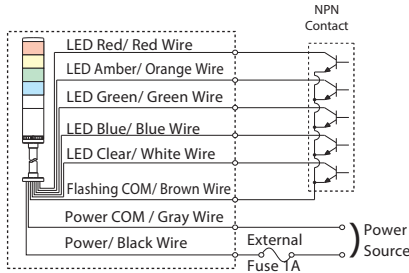 NPN
Contact
LED Red/ Red Wire
LED Amber/ Orange Wire
LED Green/ Green Wire
LED Blue/ Blue Wire
LED Clear/ White Wire
Flashing COM/ Brown Wire
Power COM / Gray Wire
Power/ Black Wire
External
Fuse 1A
Power
Source